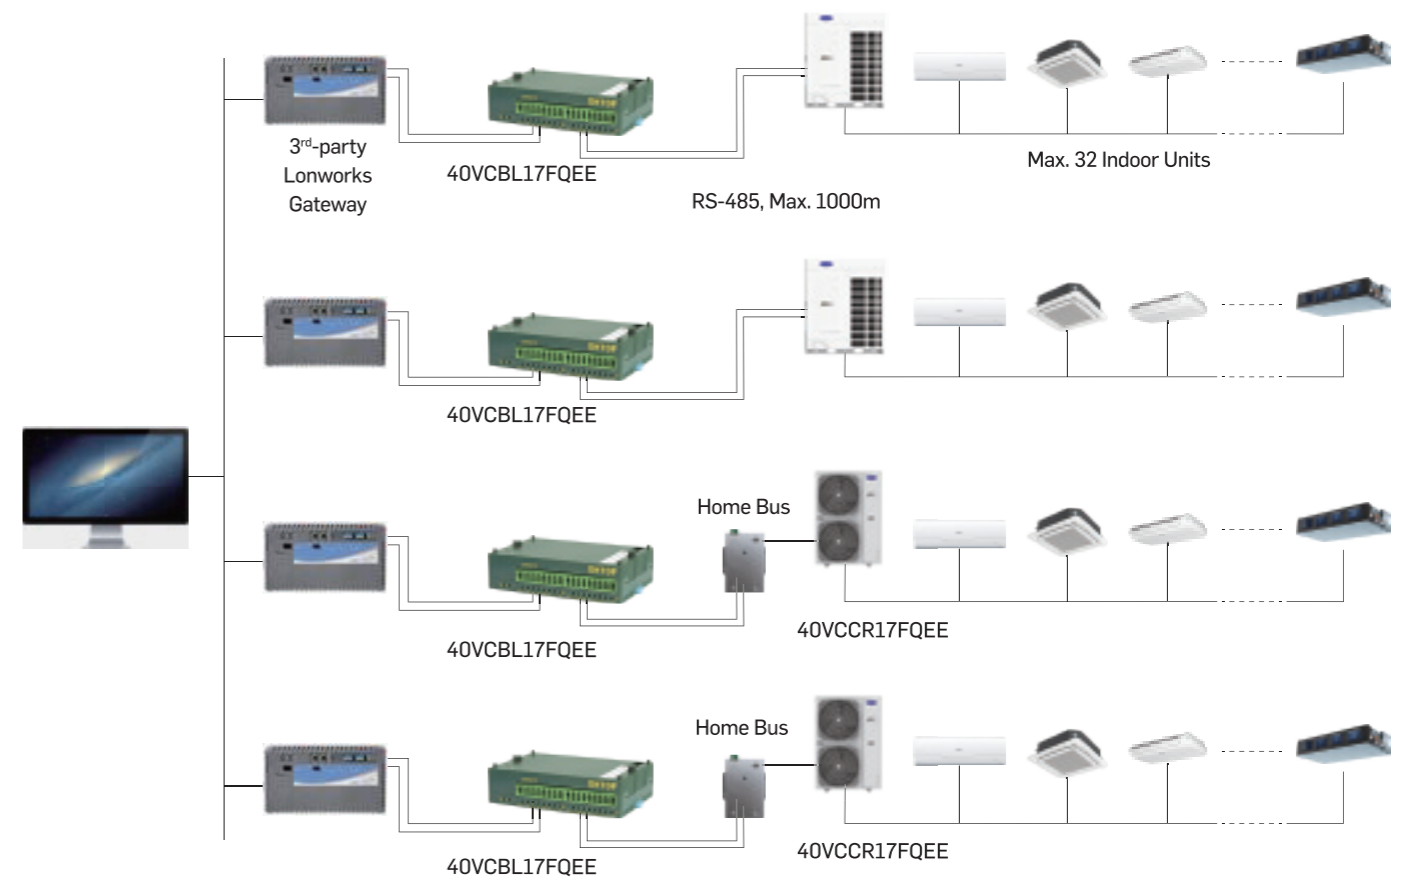 3rd-party
Lonworks
Gateway
40VCBL17FQEE
RS-485, Max. 1000m
Max. 32 Indoor Units
40VCBL17FQEE
Home Bus
40VCCR17FQEE
40VCBL17FQEE
Home Bus
40VCCR17FQEE
40VCBL17FQEE